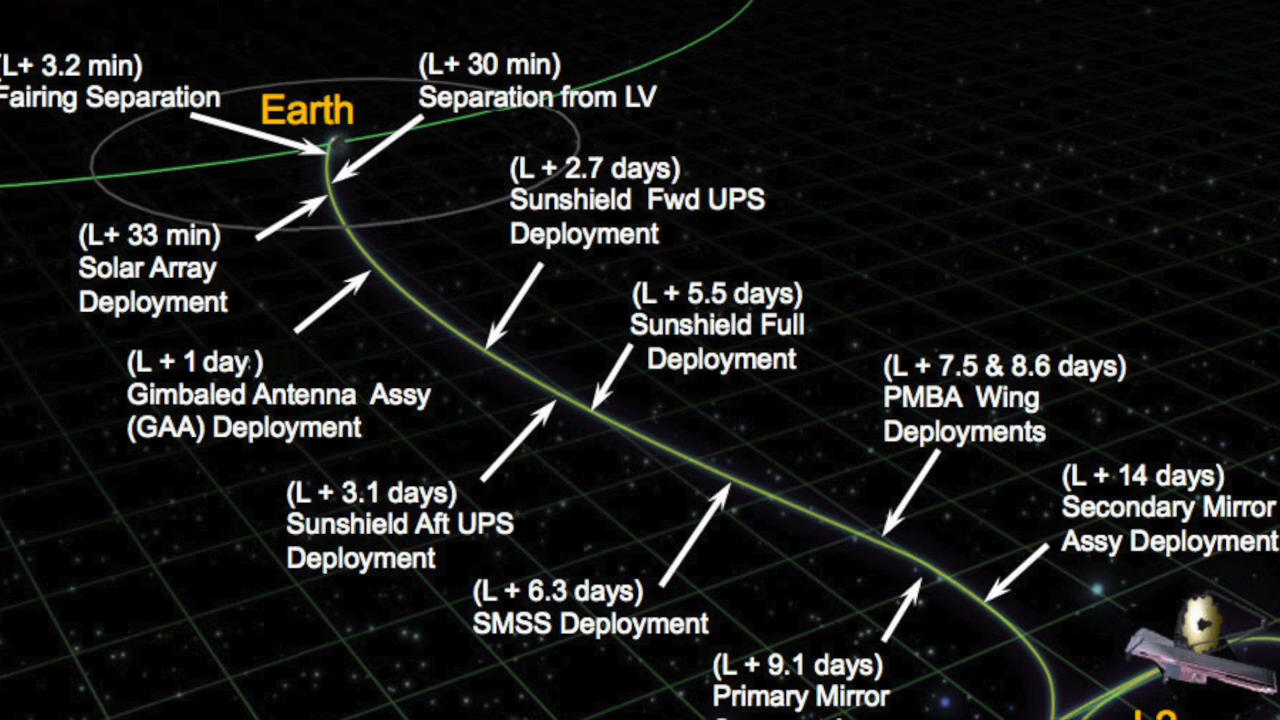 (L+ 3.2 min)
Fairing Separation
Earth
(L+ 30 min)
Separation from LV
(L + 2.7 days)
Sunshield Fwd UPS
Deployment
(L+ 33 min)
Solar Array
Deployment
(L + 5.5 days)
Sunshield Full
Deployment
(L + 1 day )
Gimbaled Antenna Assy
(GAA) Deployment
(L + 7.5 & 8.6 days)
PMBA Wing
Deployments
(L + 3.1 days)
Sunshield Aft UPS
Deployment
(L + 14 days)
Secondary Mirror
Assy Deployment
(L + 6.3 days)
SMSS Deployment
(L + 9.1 days)
Primary Mirror
L2